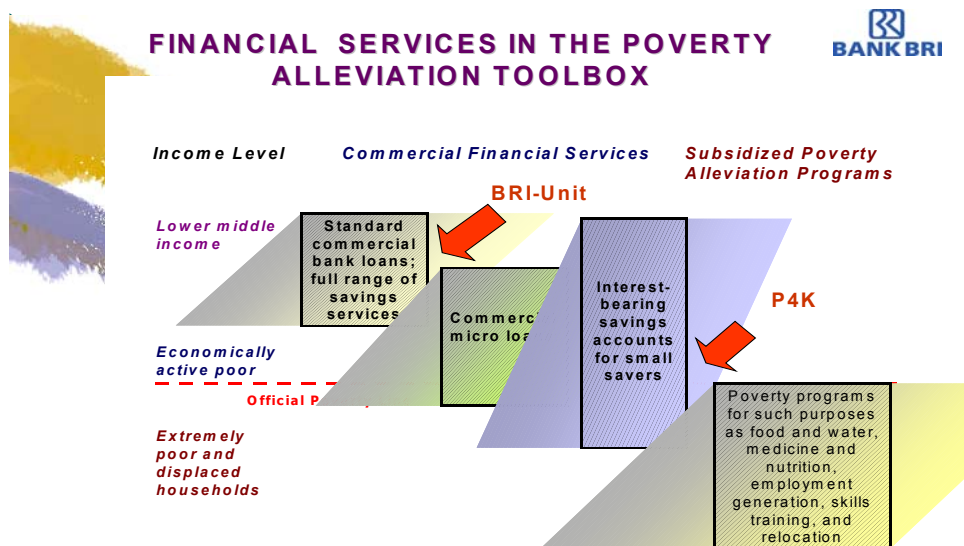 FINANCIAL SERVICES IN THE POVERTY
ALLEVIATION TOOLBOX
BANK BRI
Income Level
Commercial Financial Services
Subsidized Poverty
Alleviation Programs
BRI-Unit
Lower middle
income
Standard
commercial
bank loans;
full range of
savings
services
Commerc
micro loa
Interest-
bearing
savings
accounts
for small
savers
P4K
Economically
active poor
Official P
Extremely
poor and
displaced
households
Poverty programs
for such purposes
as food and water,
medicine and
nutrition,
employment
generation, skills
training, and
relocation